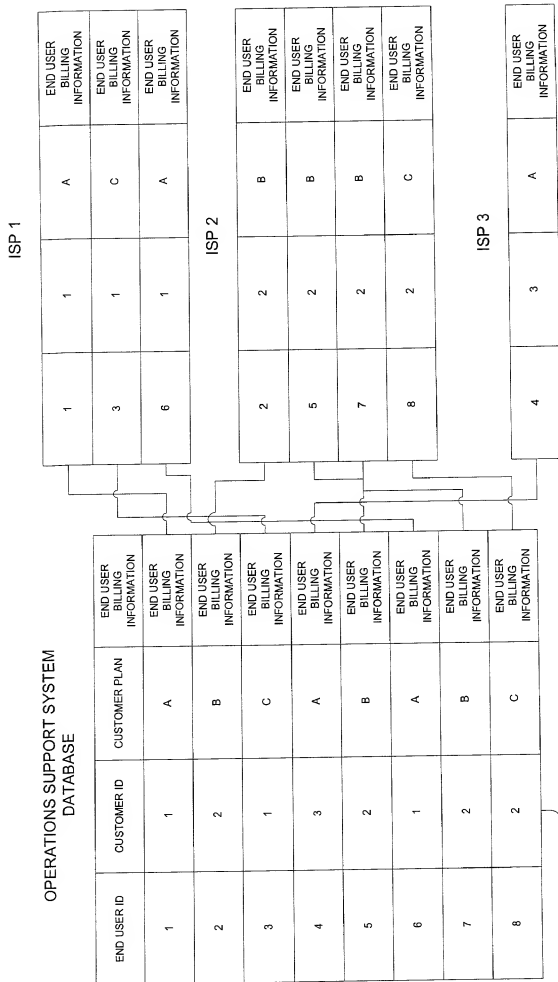 OPERATIONS SUPPORT SYSTEM
DATABASE
END USER ID
CUSTOMER ID
CUSTOMER PLAN
END USER
BILLING
INFORMATION
1
1
A
END USER
BILLING
INFORMATION
2
2
B
END USER
BILLING
INFORMATION
3
1
C
END USER
BILLING
INFORMATION
4
3
A
END USER
BILLING
INFORMATION
5
2
B
END USER
BILLING
INFORMATION
6
1
A
END USER
BILLING
INFORMATION
7
2
B
END USER
BILLING
INFORMATION
8
2
C
END USER
BILLING
INFORMATION
ISP 1
1
1
A
END USER
BILLING
INFORMATION
3
1
C
END USER
BILLING
INFORMATION
6
1
A
END USER
BILLING
INFORMATION
ISP 2
2
2
B
END USER
BILLING
INFORMATION
5
2
B
END USER
BILLING
INFORMATION
7
2
B
END USER
BILLING
INFORMATION
8
2
C
END USER
BILLING
INFORMATION
ISP 3
4
3
A
END USER
BILLING
INFORMATION